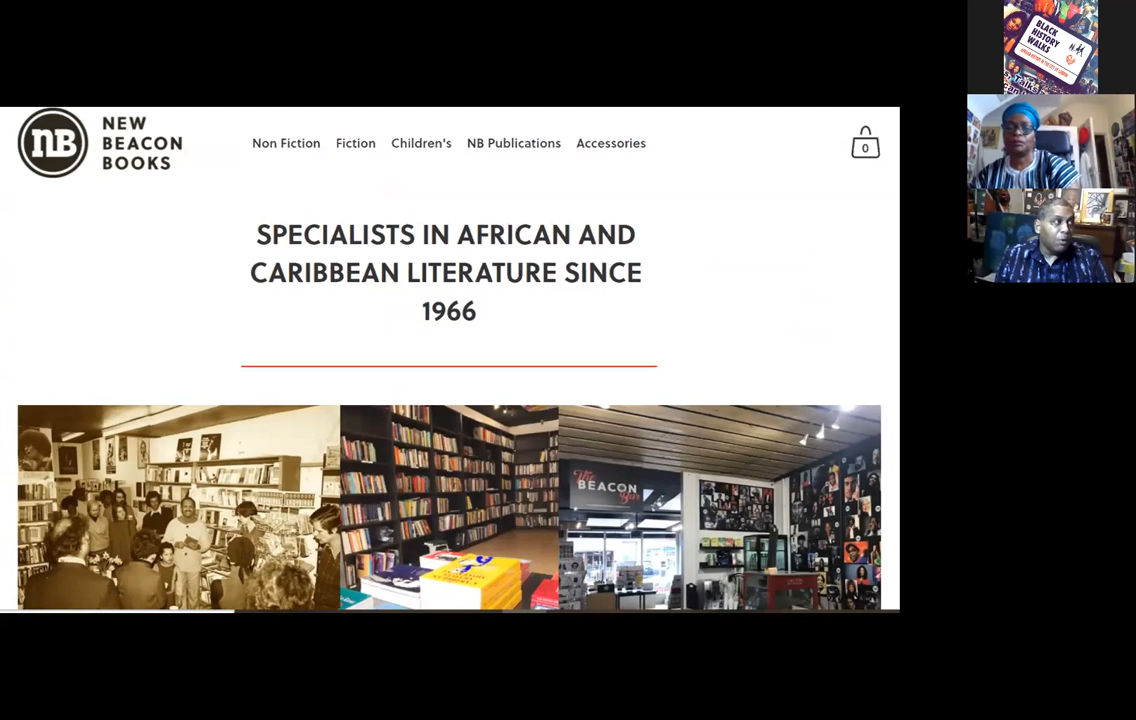 NB
NEW
BEACON
BOOKS
Non Fiction
Fiction
Children's
NB Publications
Accessories
0
SPECIALISTS IN AFRICAN AND
CARIBBEAN LITERATURE SINCE
1966
The
BEACON
BLACK
HISTORY
WALKS